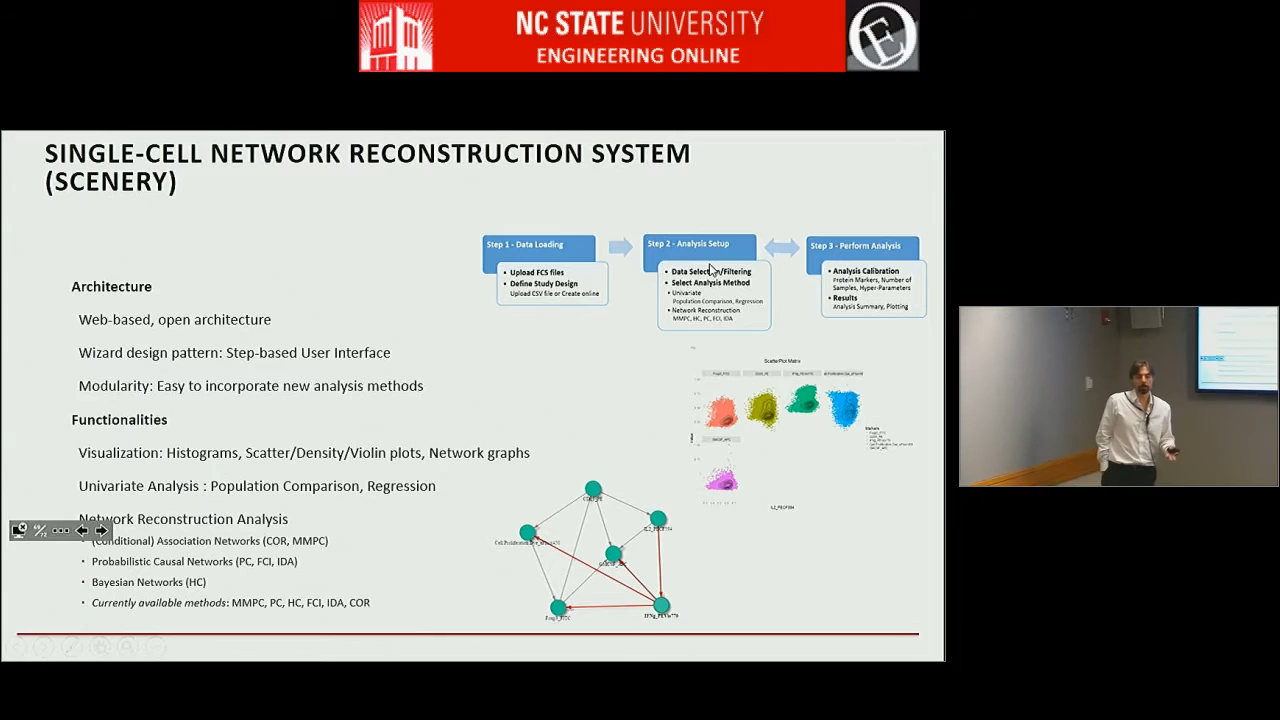 NC STATE UNIVERSITY
ENGINEERING ONLINE
SINGLE-CELL NETWORK RECONSTRUCTION SYSTEM
(SCENERY)
Step 1 - Data Loading
• Upload FCS files
• Define Study Design
Upload CSV file or Create online
Step 2 - Analysis Setup
• Data Selection/Filtering
• Select Analysis Method
• Univariate
Population Comparison, Regression
• Network Reconstruction
MMPC, HC, PC, FCI, IDA
Step 3 - Perform Analysis
• Analysis Calibration
Protein Markers, Number of
Samples, Hyper-Parameters
• Results
Analysis Summary, Plotting
Architecture
Web-based, open architecture
Wizard design pattern: Step-based User Interface
Modularity: Easy to incorporate new analysis methods
Functionalities
Visualization: Histograms, Scatter/Density/Violin plots, Network graphs
Univariate Analysis : Population Comparison, Regression
Network Reconstruction Analysis
(Conditional) Association Networks (COR, MMPC)
• Probabilistic Causal Networks (PC, FCI, IDA)
• Bayesian Networks (HC)
• Currently available methods: MMPC, PC, HC, FCI, IDA, COR
ScatterPlot Matrix